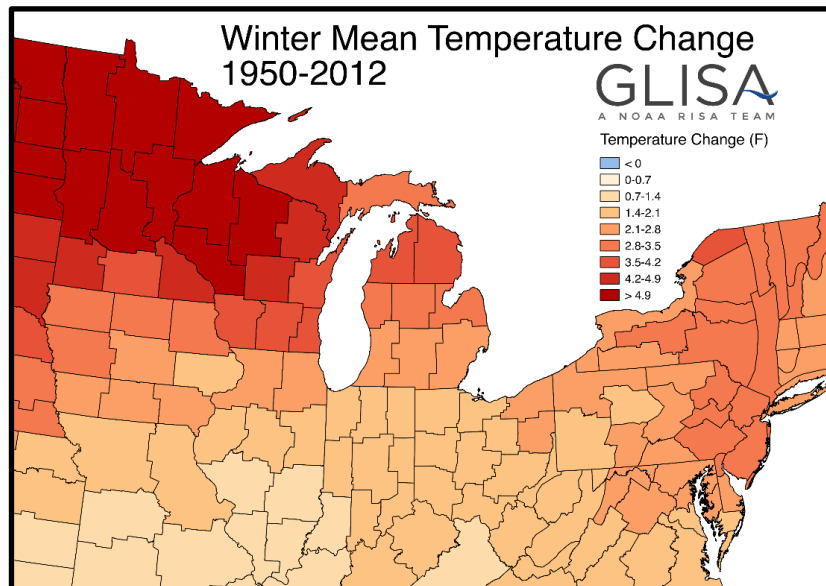 Winter Mean Temperature Change
1950-2012
GLISA
A NOAA RISA TEAM
Temperature Change (F)
< 0
0-0.7
0.7-1.4
1.4-2.1
2.1-2.8
2.8-3.5
3.5-4.2
4.2-4.9
> 4.9